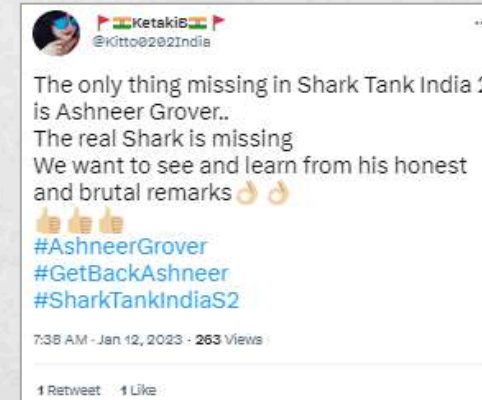 🚩🇮🇳KetakiB🇮🇳🚩
@Kitto0202India
The only thing missing in Shark Tank India 2
is Ashneer Grover..
The real Shark is missing
We want to see and learn from his honest
and brutal remarks👌🏼👌🏼
👍🏼👍🏼👍🏼
#AshneerGrover
#GetBackAshneer
#SharkTankIndiaS2
7:38 AM · Jan 12, 2023 · 263 Views
1 Retweet 1 Like